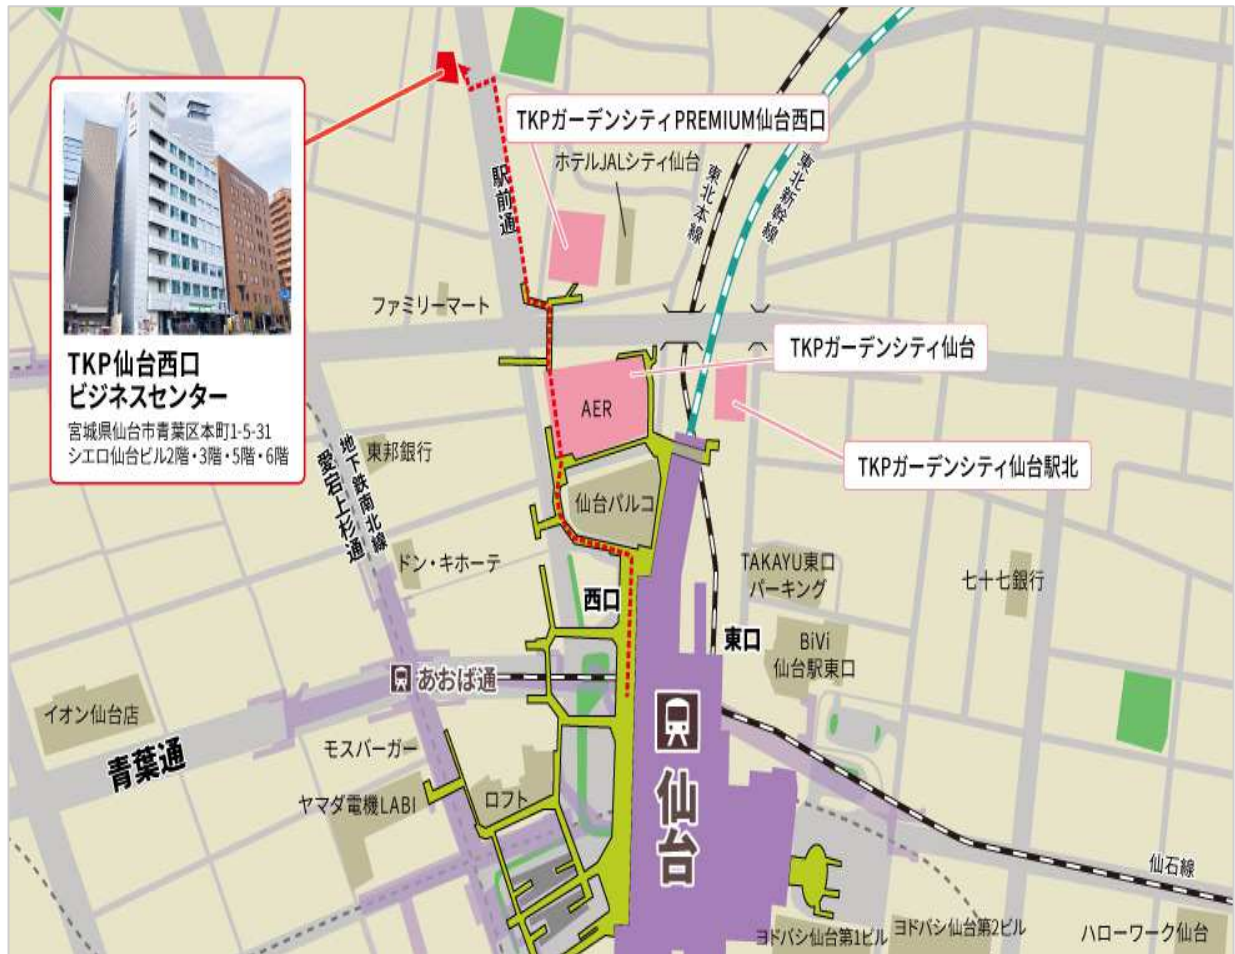 TKPガーデンシティPREMIUM仙台西口
ホテルJALシティ仙台
駅前通
東北本線
東北新幹線
ファミリーマート
TKP仙台西口
ビジネスセンター
宮城県仙台市青葉区本町1-5-31
シエロ仙台ビル2階・3階・5階・6階
TKPガーデンシティ仙台
AER
TKPガーデンシティ仙台駅北
東邦銀行
地下鉄南北線
愛宕上杉通
仙台パルコ
ドン・キホーテ
TAKAYU東口
パーキング
七十七銀行
西口
東口
BiVi
仙台駅東口
あおば通
イオン仙台店
青葉通
モスバーガー
ヤマダ電機LABI
ロフト
仙台
仙石線
ヨドバシ仙台第1ビル
ヨドバシ仙台第2ビル
ハローワーク仙台